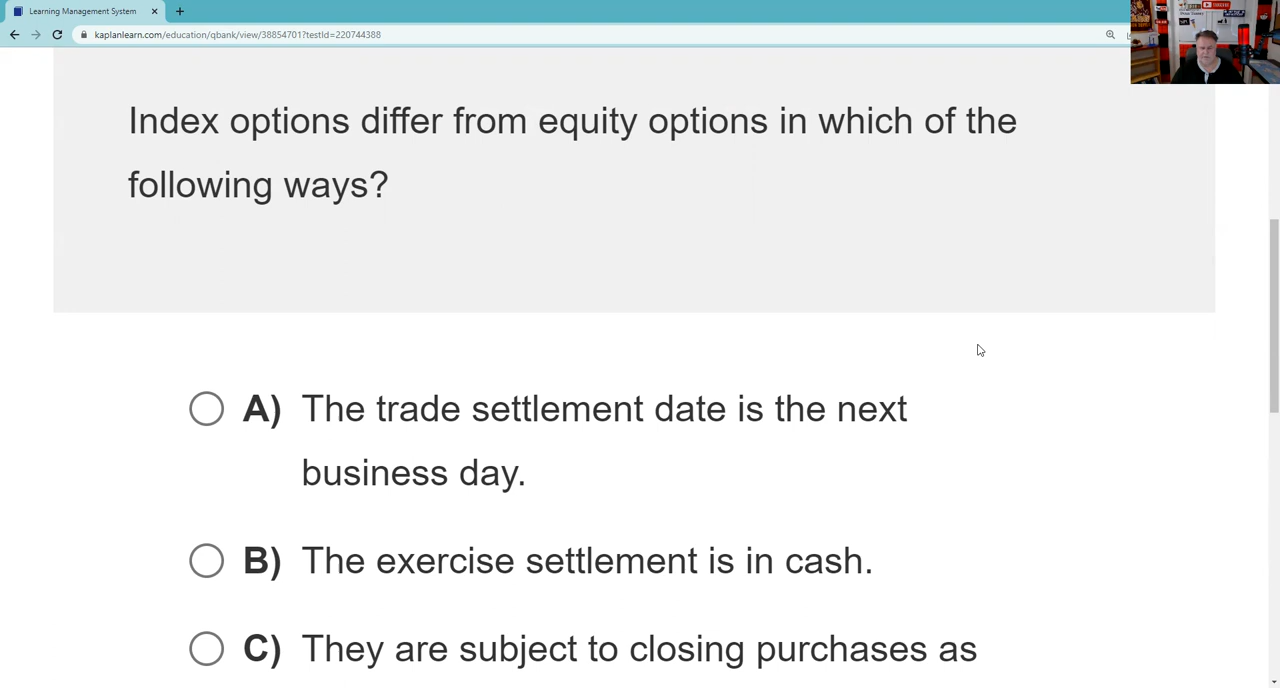 Learning Management System
kaplanlearn.com/education/qbank/view/38854701?testId=220744388
Index options differ from equity options in which of the
following ways?
A) The trade settlement date is the next
business day.
B) The exercise settlement is in cash.
C) They are subject to closing purchases as